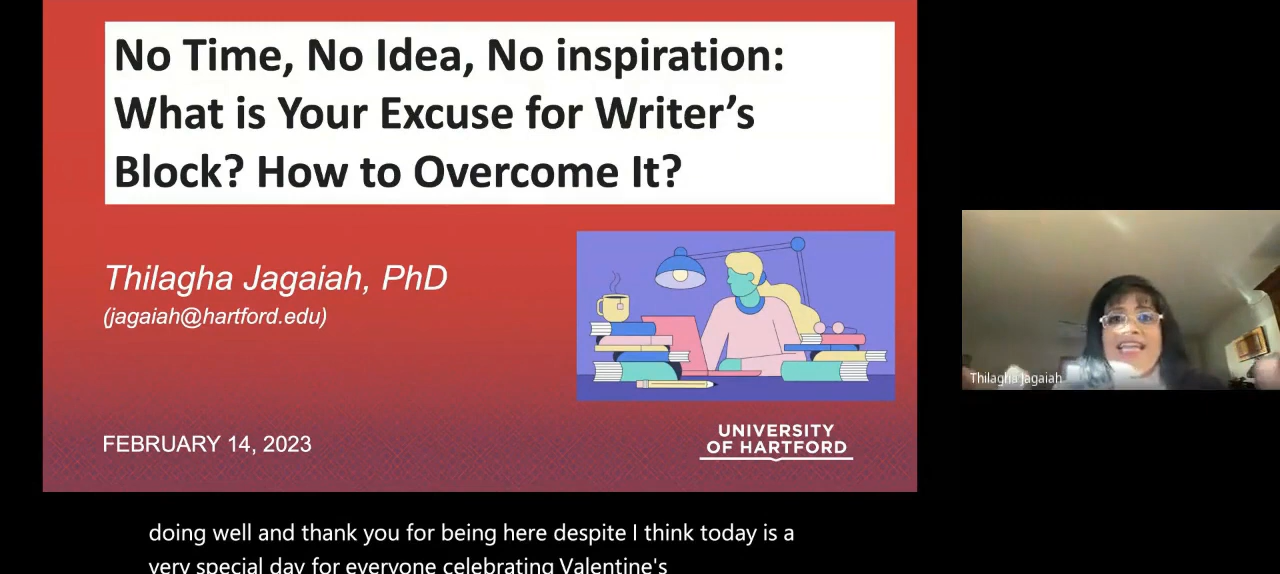 No Time, No Idea, No inspiration:
What is Your Excuse for Writer's
Block? How to Overcome It?
Thilagha Jagaiah, PhD
(jagaiah@hartford.edu)
FEBRUARY 14, 2023
UNIVERSITY
OF HARTFORD
Thilagha Jagaiah
doing well and thank you for being here despite I think today is a
very special day for everyone celebrating Valentine's